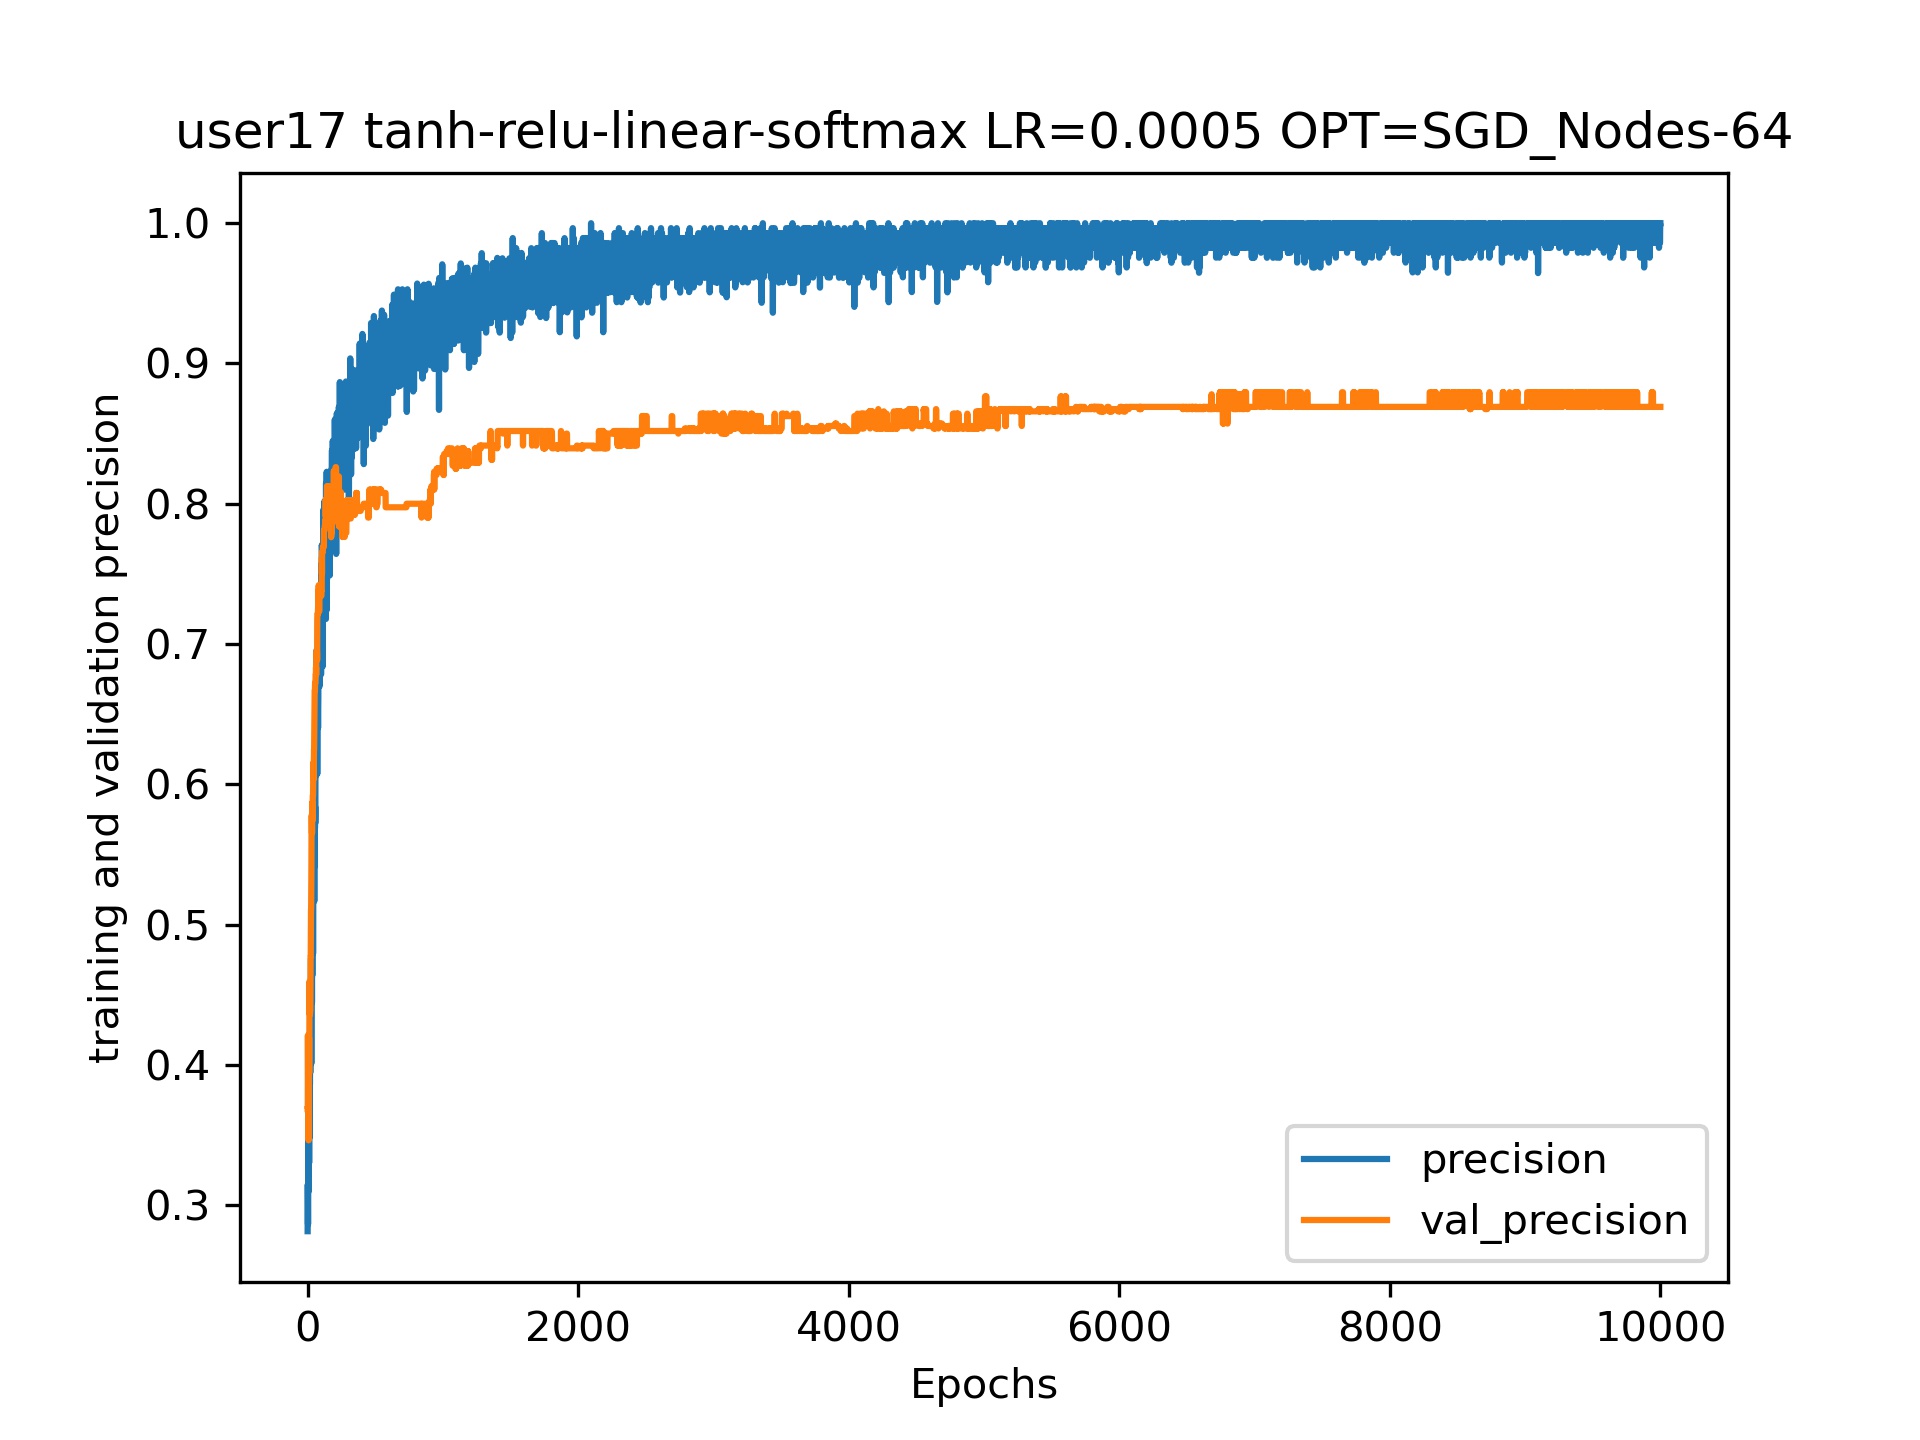 user17 tanh-relu-linear-softmax LR=0.0005 OPT=SGD_Nodes-64
training and validation precision
1.0
0.9
0.8
0.7
0.6
0.5
0.4
0.3
precision
val_precision
0 2000 4000 6000 8000 10000
Epochs